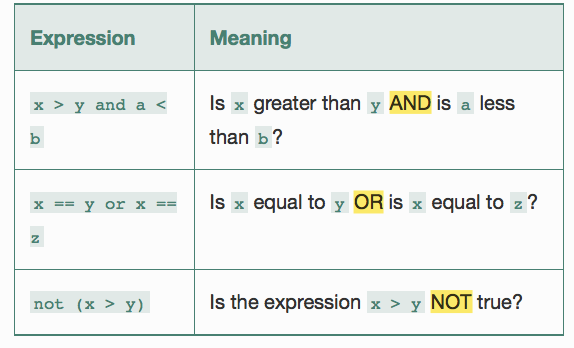 Expression Meaning
x > y and a < Is x greater than y AND is a less
b than b?
x == y or x == Is x equal to y OR is x equal to z?
z
not (x > y) Is the expression x > y NOT true?